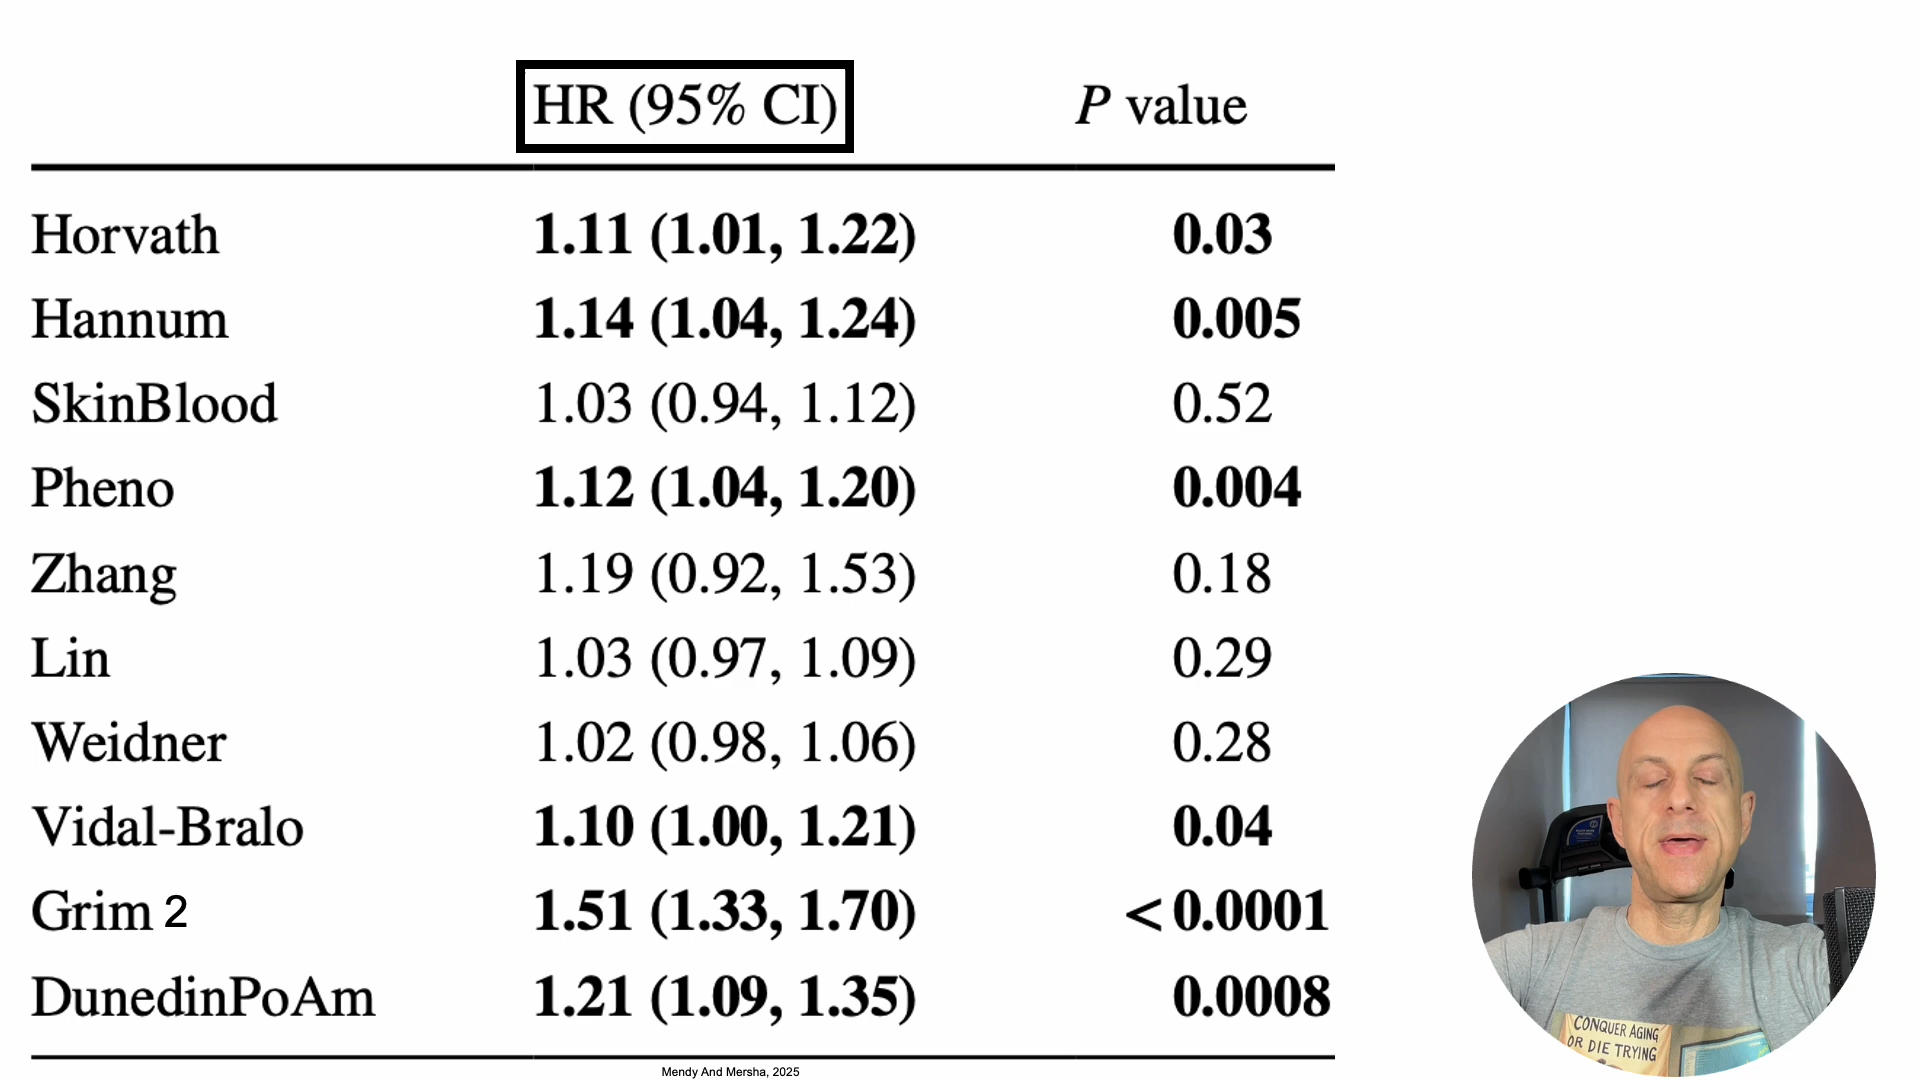 HR (95% CI) P value
Horvath 1.11 (1.01, 1.22) 0.03
Hannum 1.14 (1.04, 1.24) 0.005
SkinBlood 1.03 (0.94, 1.12) 0.52
Pheno 1.12 (1.04, 1.20) 0.004
Zhang 1.19 (0.92, 1.53) 0.18
Lin 1.03 (0.97, 1.09) 0.29
Weidner 1.02 (0.98, 1.06) 0.28
Vidal-Bralo 1.10 (1.00, 1.21) 0.04
Grim 2 1.51 (1.33, 1.70) <0.0001
DunedinPoAm 1.21 (1.09, 1.35) 0.0008
Mendy And Mersha, 2025
CONQUER AGING
OR DIE TRYING